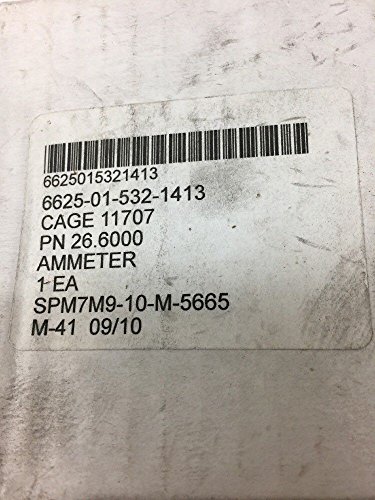 6625015321413
6625-01-532-1413
CAGE 11707
PN 26.6000
AMMETER
1 EA
SPM7M9-10-M-5665
M-41 09/10